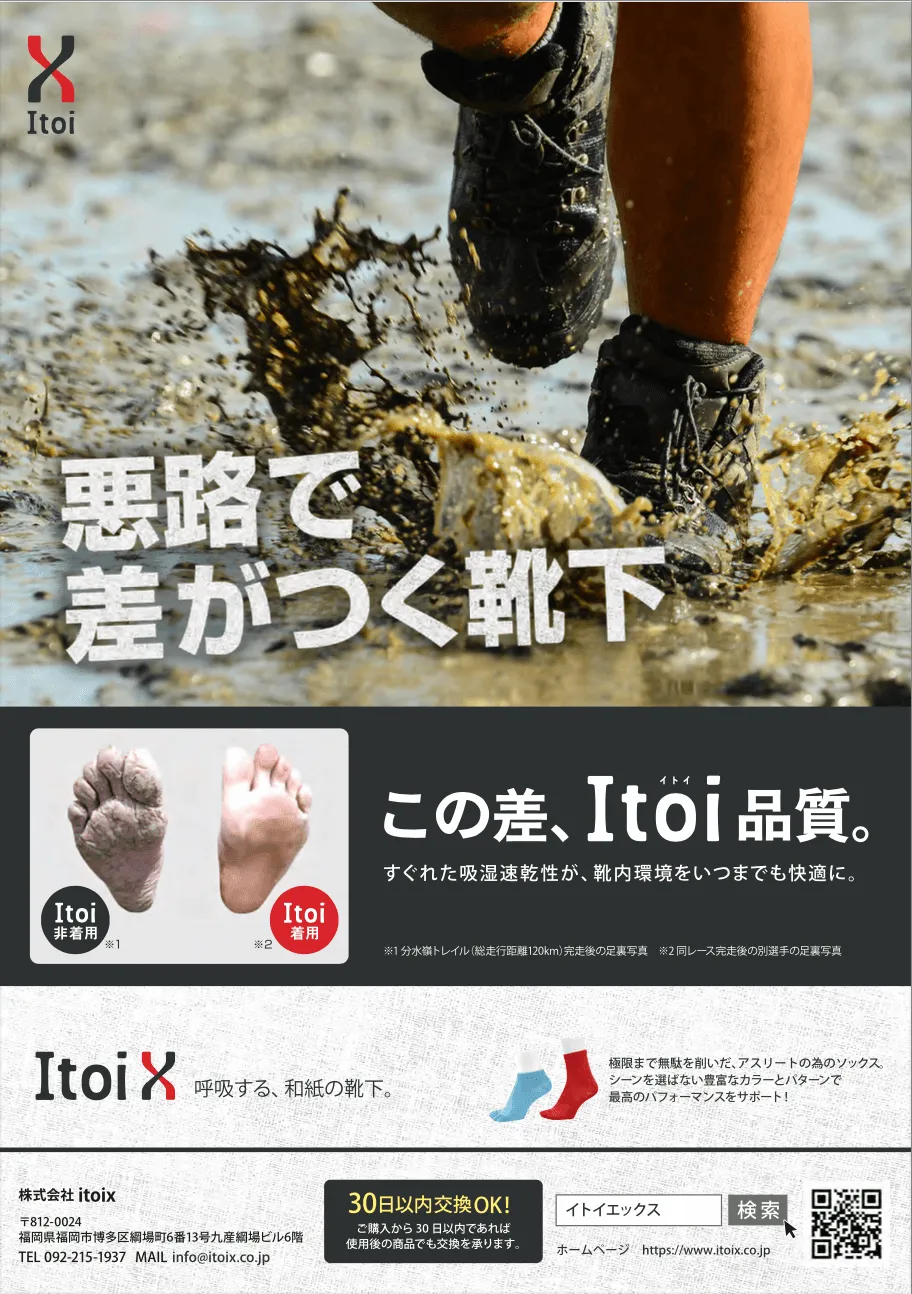 Itoi
悪路で
差がつく靴下
Itoi
非着用
※1
※2
Itoi
着用
イトイ
この差、Itoi品質。
すぐれた吸湿速乾性が、靴内環境をいつまでも快適に。
※1 分水嶺トレイル（総走行距離120km）完走後の足裏写真　※2 同レース完走後の別選手の足裏写真
Itoi X 呼吸する、和紙の靴下。
極限まで無駄を削いだ、アスリートの為のソックス。
シーンを選ばない豊富なカラーとパターンで
最高のパフォーマンスをサポート！
株式会社 itoix
〒812-0024
福岡県福岡市博多区綱場町6番13号九産綱場ビル6階
TEL 092-215-1937 MAIL info@itoix.co.jp
30日以内交換OK!
ご購入から 30 日以内であれば
使用後の商品でも交換を承ります。
イトイエックス 検索
ホームページ https://www.itoix.co.jp